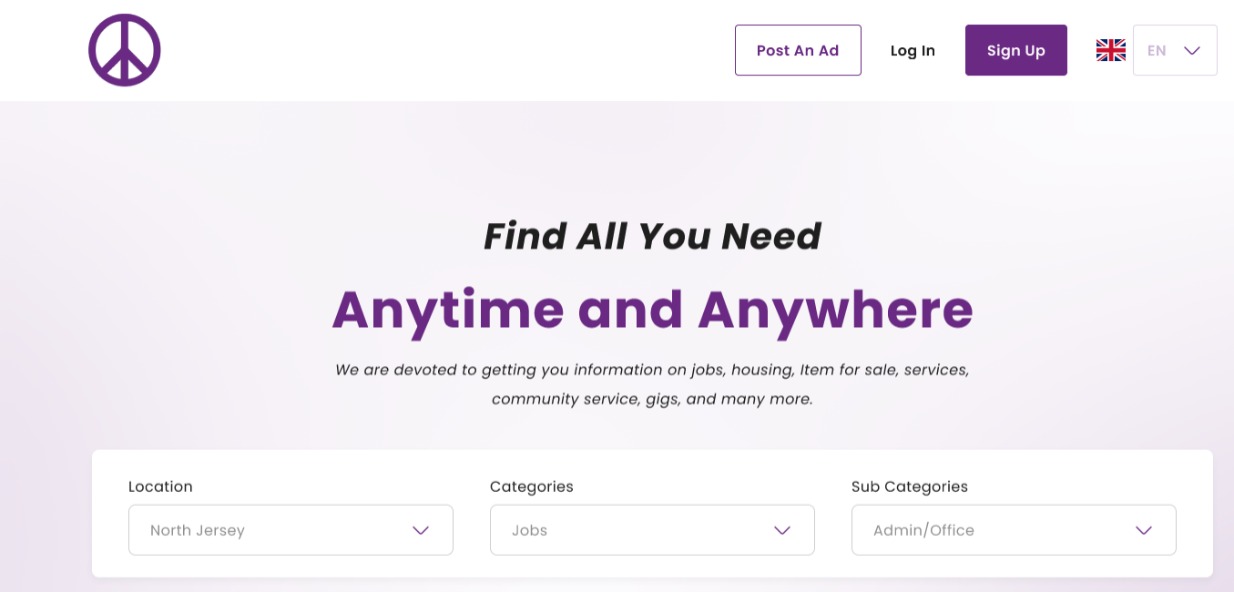 Post An Ad
Log In
Sign Up
EN
Find All You Need
Anytime and Anywhere
We are devoted to getting you information on jobs, housing, Item for sale, services,
community service, gigs, and many more.
Location
Categories
Sub Categories
North Jersey
Jobs
Admin/Office